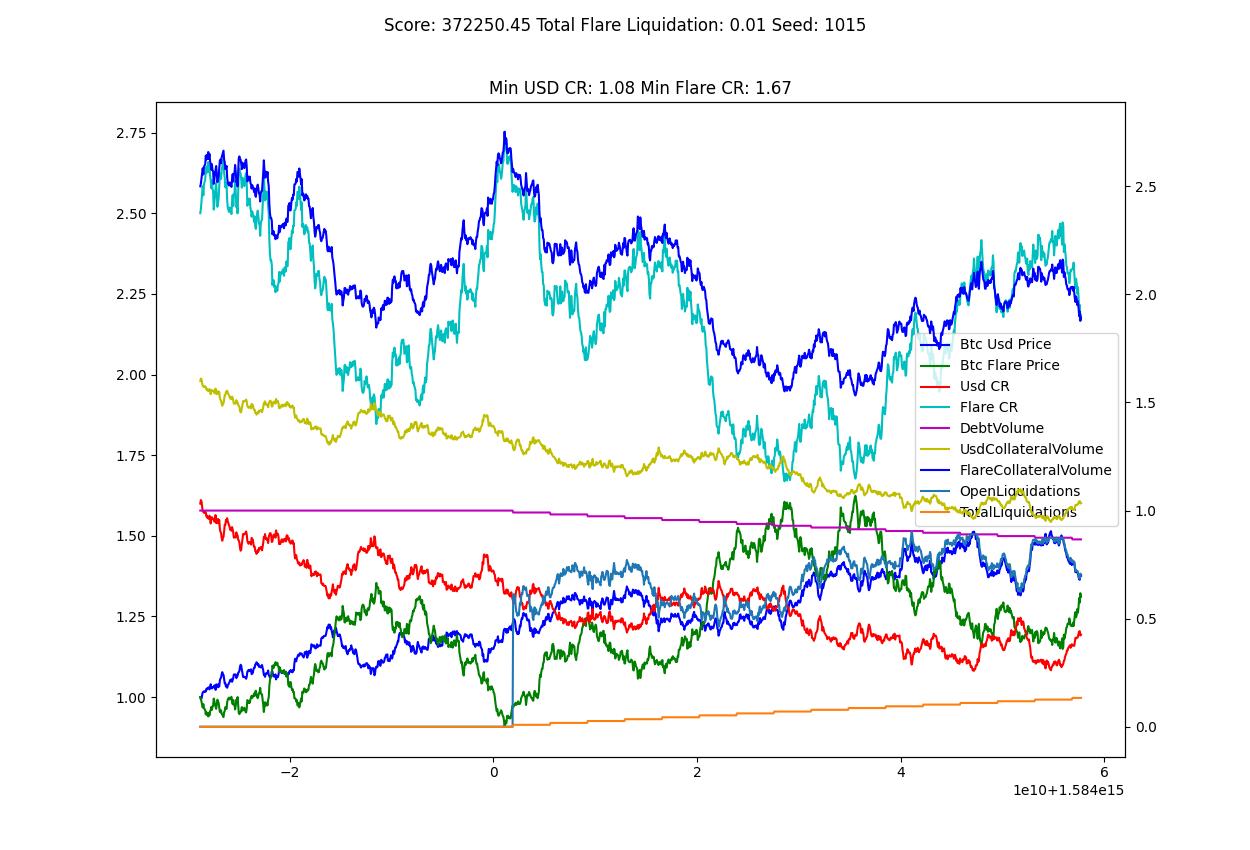 Score: 372250.45 Total Flare Liquidation: 0.01 Seed: 1015
Min USD CR: 1.08 Min Flare CR: 1.67
2.75
2.50
2.25
2.00
1.75
1.50
1.25
1.00
2.5
2.0
1.5
1.0
0.5
0.0
Btc Usd Price
Btc Flare Price
Usd CR
Flare CR
DebtVolume
UsdCollateralVolume
FlareCollateralVolume
OpenLiquidations
TotalLiquidations
−2 0 2 4 6
1e10+1.584e15